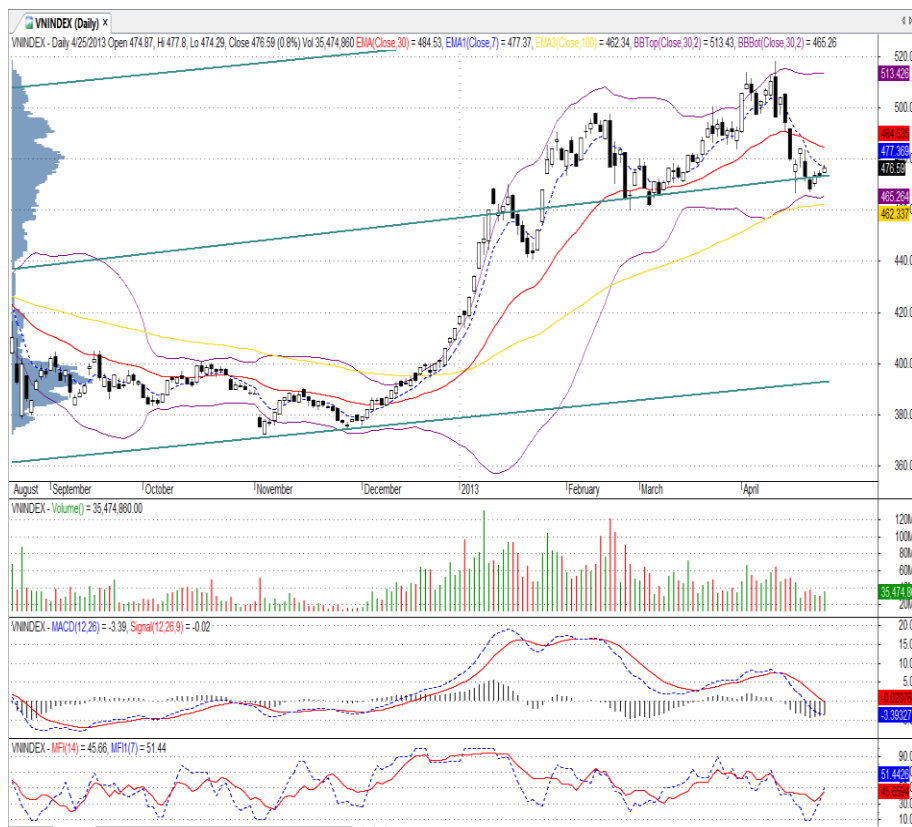 VNINDEX (Daily) ×
VNINDEX - Daily 4/25/2013 Open 474.87, Hi 477.8, Lo 474.29, Close 476.59 (0.8%) Vol 35,474,860 EMA(Close,30) = 484.53, EMA1(Close,7) = 477.37, EMA3(Close,100) = 462.34, BBTop(Close,30,2) = 513.43, BBBot(Close,30,2) = 465.26
520.0
513.426
500.0
484.535
477.369
476.59
465.264
462.337
440.0
420.0
400.0
380.0
360.0
August September October November December 2013 February March April
VNINDEX - Volume() = 35,474,860.00
120M
100M
80M
60M
35,474,8
20M
VNINDEX - MACD(12,26) = -3.39, Signal(12,26,9) = -0.02
20.0
15.0
10.0
5.0
-3.39327
VNINDEX - MFI(14) = 45.66, MFI1(7) = 51.44
90.0
51.4426
45.6594
30.0
10.0